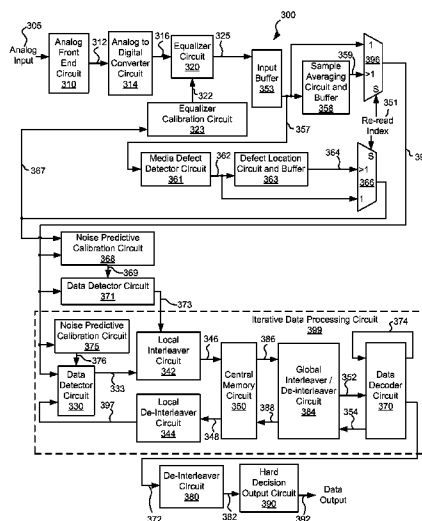 300
305
Analog Input
Analog Front End Circuit 310
312
Analog to Digital Converter Circuit 314
316
Equalizer Circuit 320
325
322
Equalizer Calibration Circuit 323
Input Buffer 353
357
Sample Averaging Circuit and Buffer 358
359
1
>1
S
396
351
Re-read Index
367
Media Defect Detector Circuit 361
362
Defect Location Circuit and Buffer 363
364
S
>1
366
1
Noise Predictive Calibration Circuit 368
369
Data Detector Circuit 371
373
Iterative Data Processing Circuit 399
374
Noise Predictive Calibration Circuit 375
376
Data Detector Circuit 330
333
397
Local Interleaver Circuit 342
346
Local De-Interleaver Circuit 344
348
Central Memory Circuit 350
386
388
Global Interleaver / De-interleaver Circuit 384
352
354
Data Decoder Circuit 370
372
De-Interleaver Circuit 380
382
Hard Decision Output Circuit 390
392
Data Output